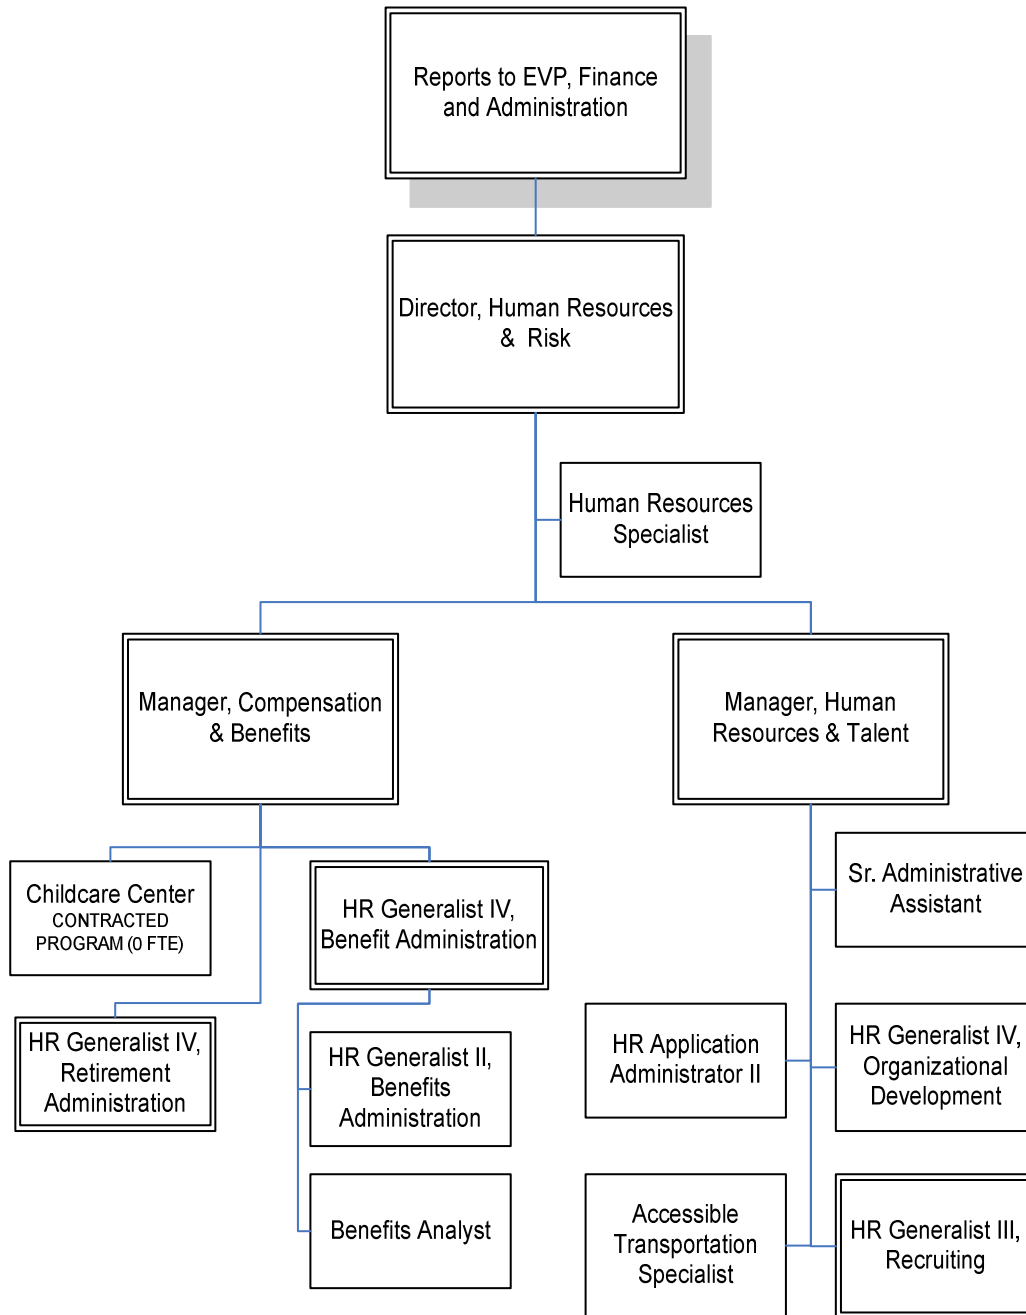 Reports to EVP, Finance
and Administration
Director, Human Resources
& Risk
Human Resources
Specialist
Manager, Compensation
& Benefits
Manager, Human
Resources & Talent
Childcare Center
CONTRACTED
PROGRAM (0 FTE)
HR Generalist IV,
Benefit Administration
Sr. Administrative
Assistant
HR Generalist IV,
Retirement
Administration
HR Generalist II,
Benefits
Administration
HR Application
Administrator II
HR Generalist IV,
Organizational
Development
Benefits Analyst
Accessible
Transportation
Specialist
HR Generalist III,
Recruiting